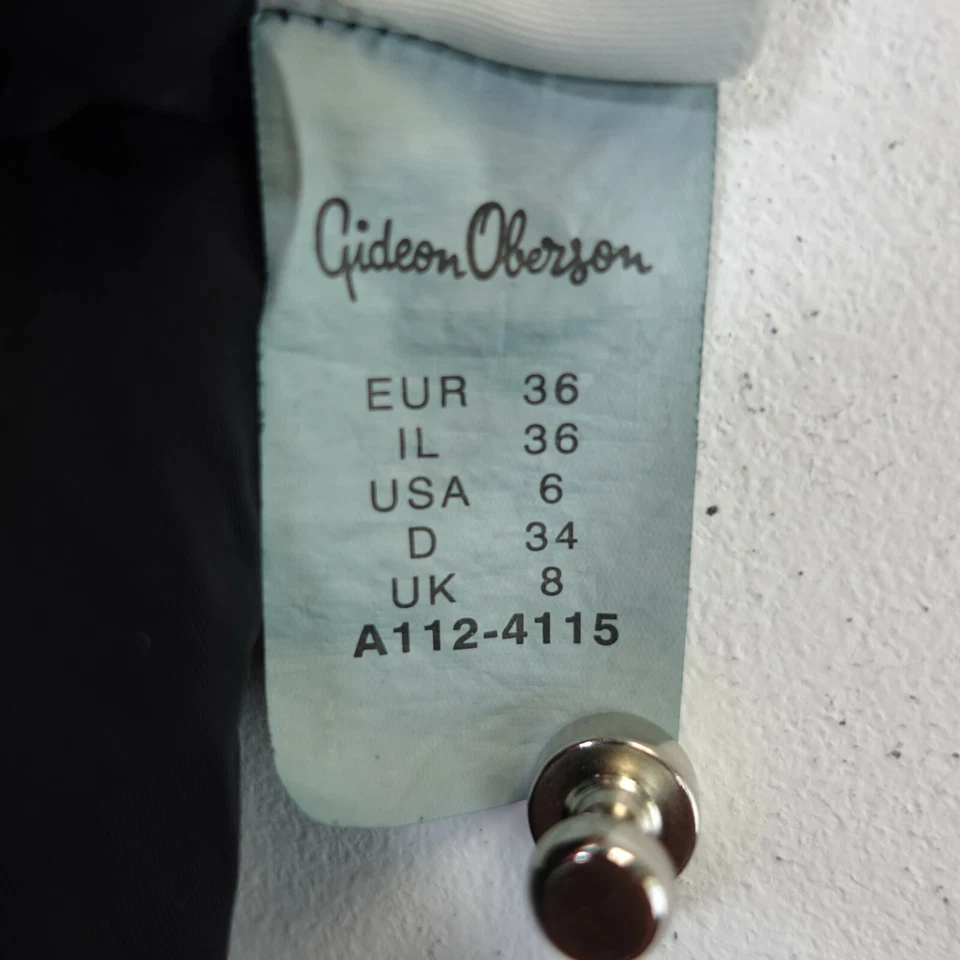 Gideon Oberson
EUR 36
IL 36
USA 6
D 34
UK 8
A112-4115